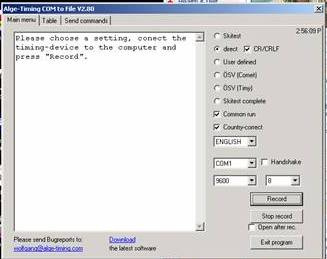 Alge-Timing COM to File V2.80
Main menu Table Send commands
2:56:09 P
Please choose a setting, conect the
timing-device to the computer and
press "Record".
Skitest
direct CR/CRLF
User defined
ÖSV (Comet)
ÖSV (Timy)
Skitest complete
Common run
Country-correct
ENGLISH
COM1 Handshake
9600 8
Record
Stop record
Open after rec.
Exit program
Please send Bugreports to: Download
wolfgang@alge-timing.com the latest software